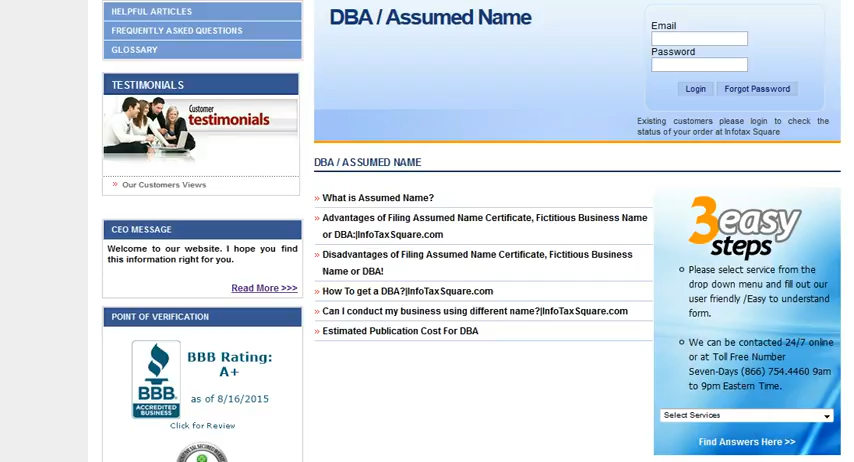 HELPFUL ARTICLES
FREQUENTLY ASKED QUESTIONS
GLOSSARY
TESTIMONIALS
Customer
testimonials
» Our Customers Views
CEO MESSAGE
Welcome to our website. I hope you find
this information right for you.
Read More >>>
POINT OF VERIFICATION
BBB Rating:
A+
as of 8/16/2015
BBB
ACCREDITED
BUSINESS
Click for Review
DBA / Assumed Name
Email
Password
Login
Forgot Password
Existing customers please login to check the
status of your order at Infotax Square
DBA / ASSUMED NAME
» What is Assumed Name?
» Advantages of Filing Assumed Name Certificate, Fictitious Business Name
or DBA:|InfoTaxSquare.com
» Disadvantages of Filing Assumed Name Certificate, Fictitious Business
Name or DBA!
» How To get a DBA?|InfoTaxSquare.com
» Can I conduct my business using different name?|InfoTaxSquare.com
» Estimated Publication Cost For DBA
3easy
steps
Please select service from the
drop down menu and fill out our
user friendly /Easy to understand
form.
We can be contacted 24/7 online
or at Toll Free Number
Seven-Days (866) 754.4460 9am
to 9pm Eastern Time.
Select Services
Find Answers Here >>